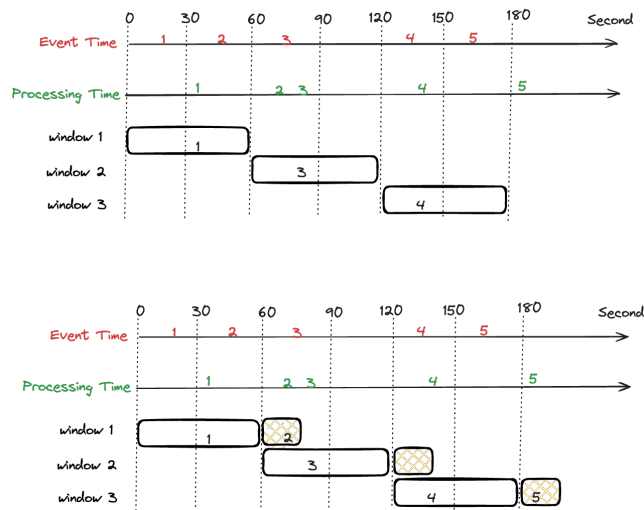 0 30 60 90 120 150 180 Second
Event Time 1 2 3 4 5
Processing Time 1 2 3 4 5
window 1 1
window 2 3
window 3 4
0 30 60 90 120 150 180 Second
Event Time 1 2 3 4 5
Processing Time 1 2 3 4 5
window 1 1 2
window 2 3
window 3 4 5